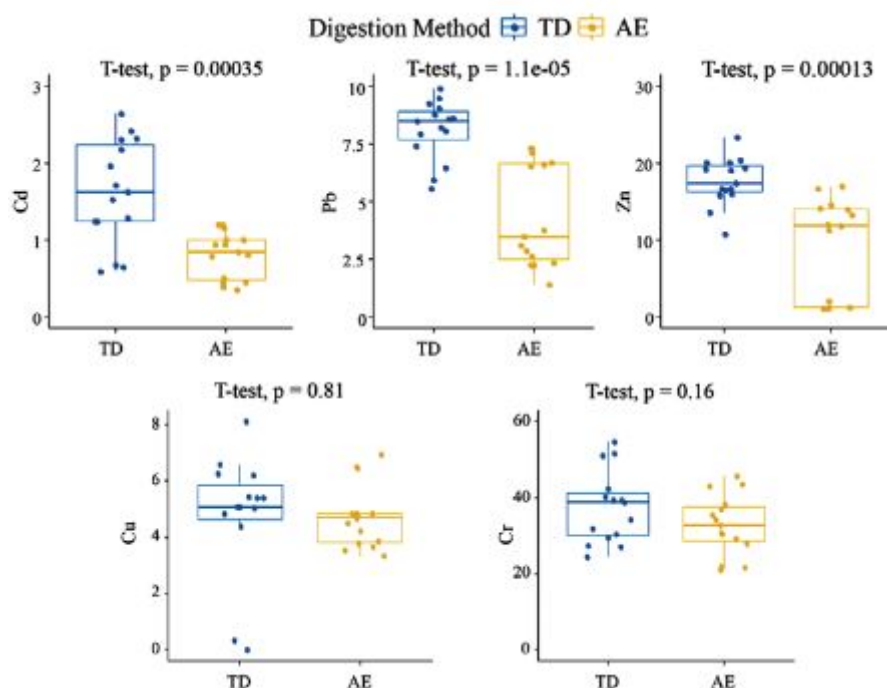 Digestion Method TD AE
T-test, p = 0.00035
Cd
3
2
1
0
TD AE
T-test, p = 1.1e-05
Pb
10
7.5
5
2.5
0
TD AE
T-test, p = 0.00013
Zn
30
20
10
0
TD AE
T-test, p = 0.81
Cu
8
6
4
2
0
TD AE
T-test, p = 0.16
Cr
60
40
20
0
TD AE